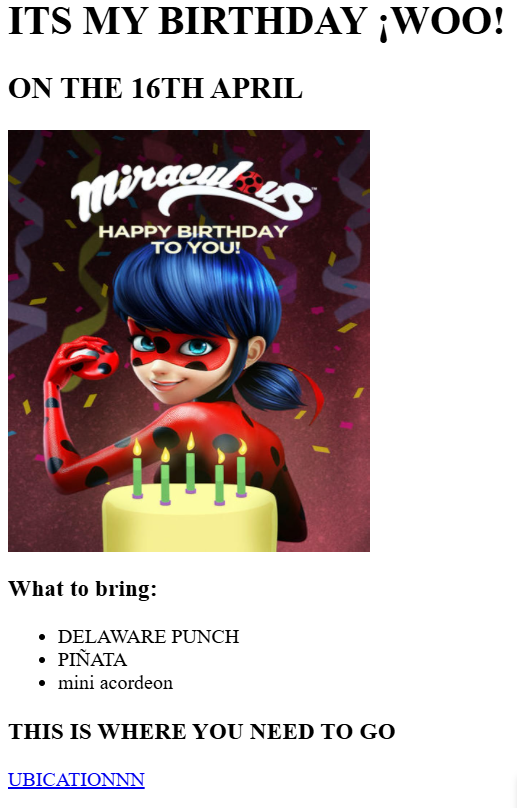 ITS MY BIRTHDAY ¡WOO!
ON THE 16TH APRIL
Miraculous™
HAPPY BIRTHDAY
TO YOU!
What to bring:
DELAWARE PUNCH
PIÑATA
mini acordeon
THIS IS WHERE YOU NEED TO GO
UBICATIONNN